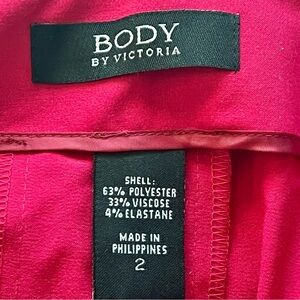 BODY
BY VICTORIA
SHELL:
63% POLYESTER
33% VISCOSE
4% ELASTANE
MADE IN
PHILIPPINES
2